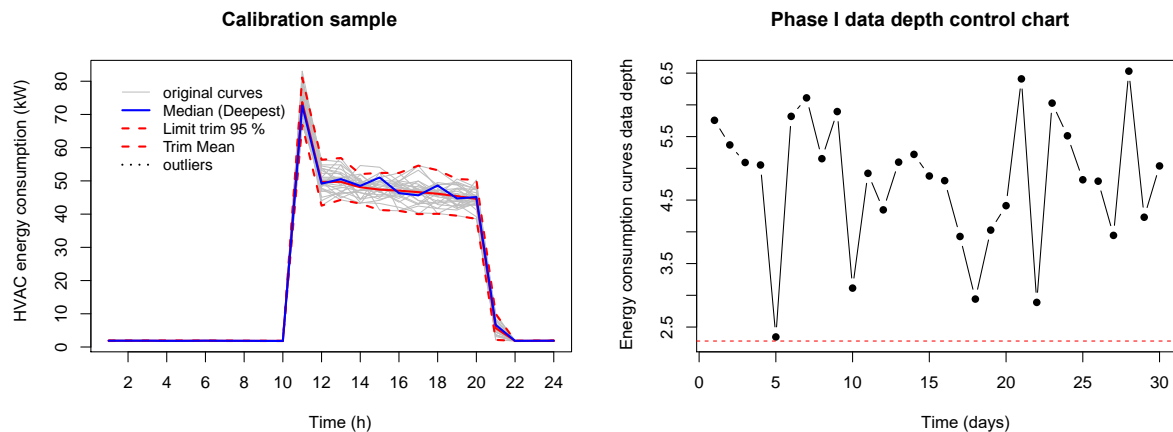 Calibration sample
HVAC energy consumption (kW)
0 10 20 30 40 50 60 70 80
original curves
Median (Deepest)
Limit trim 95 %
Trim Mean
outliers
2 4 6 8 10 12 14 16 18 20 22 24
Time (h)
Phase I data depth control chart
Energy consumption curves data depth
2.5 3.5 4.5 5.5 6.5
0 5 10 15 20 25 30
Time (days)